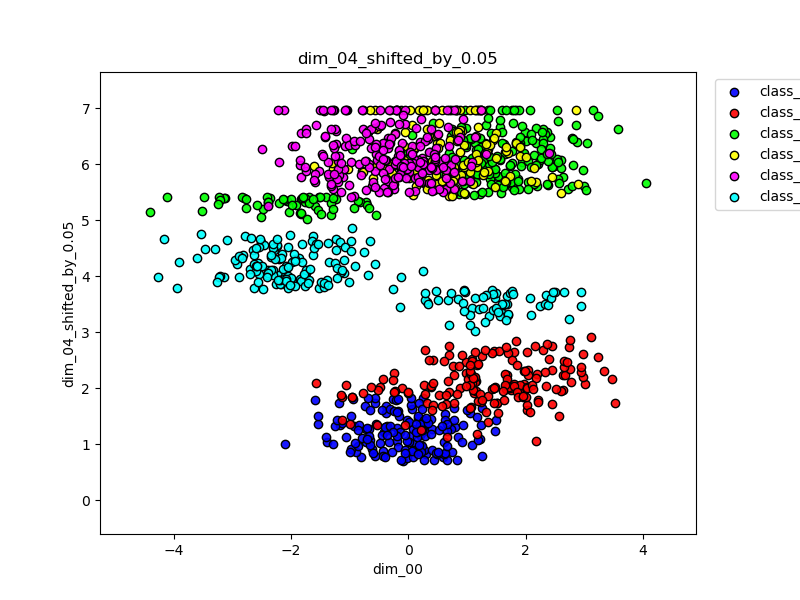 dim_04_shifted_by_0.05
7
6
5
4
3
2
1
0
dim_04_shifted_by_0.05
−4
−2
0
2
4
dim_00
class_
class_
class_
class_
class_
class_